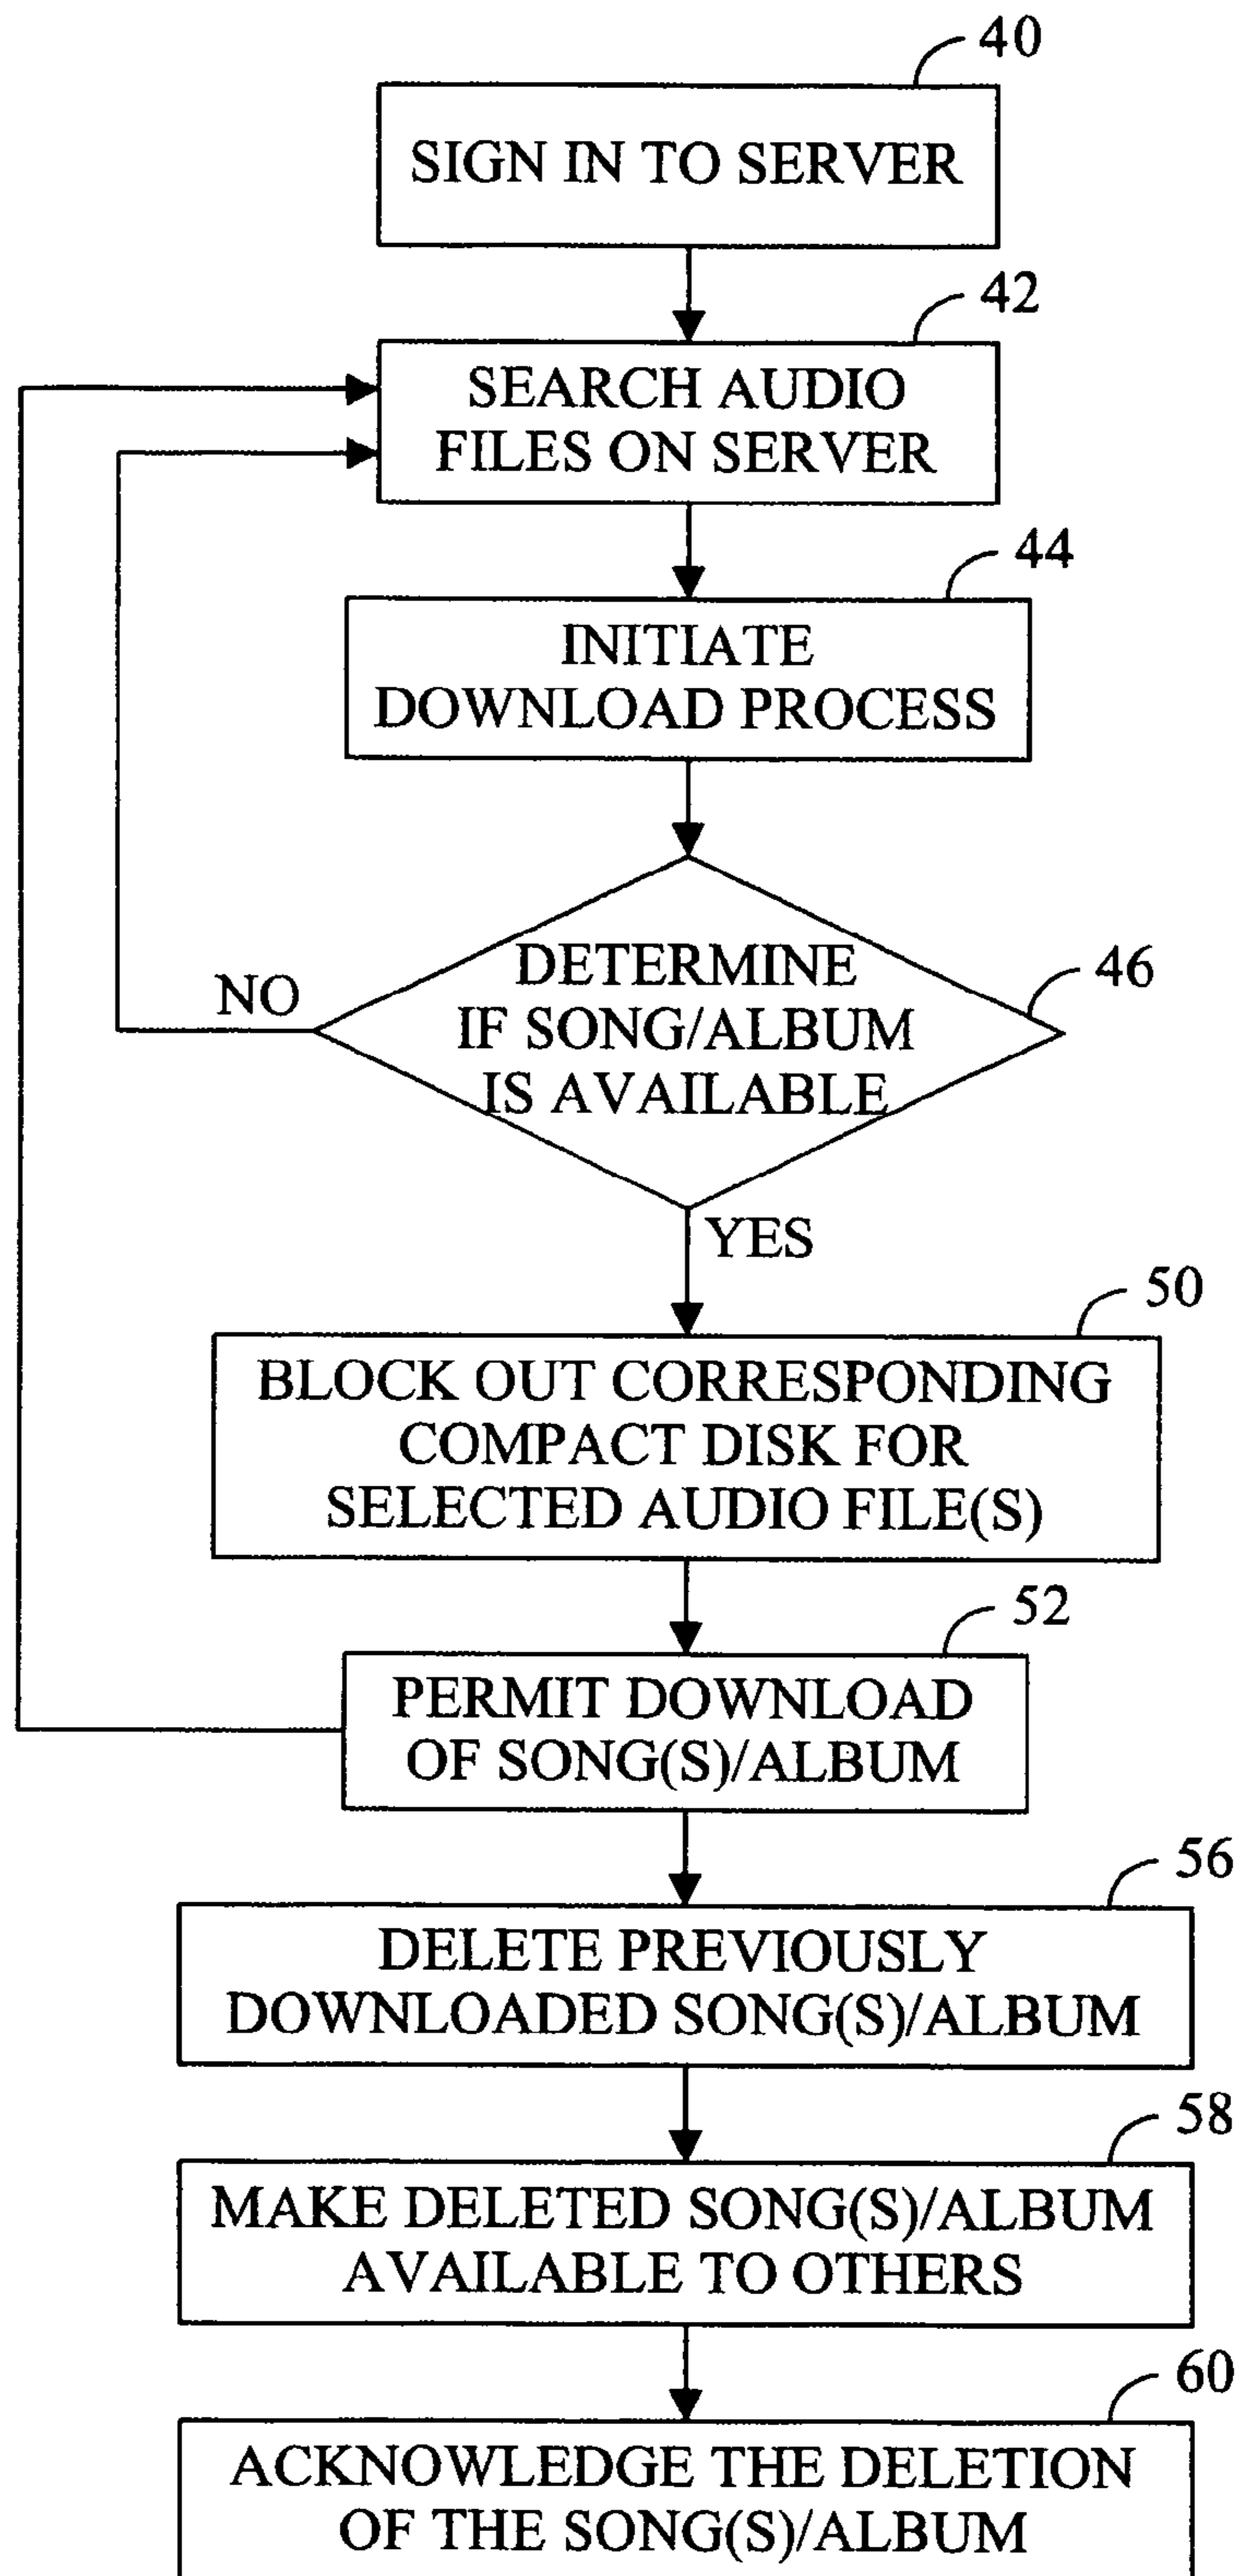 40
SIGN IN TO SERVER
42
SEARCH AUDIO
FILES ON SERVER
44
INITIATE
DOWNLOAD PROCESS
46
DETERMINE
IF SONG/ALBUM
IS AVAILABLE
NO
YES
50
BLOCK OUT CORRESPONDING
COMPACT DISK FOR
SELECTED AUDIO FILE(S)
52
PERMIT DOWNLOAD
OF SONG(S)/ALBUM
56
DELETE PREVIOUSLY
DOWNLOADED SONG(S)/ALBUM
58
MAKE DELETED SONG(S)/ALBUM
AVAILABLE TO OTHERS
60
ACKNOWLEDGE THE DELETION
OF THE SONG(S)/ALBUM